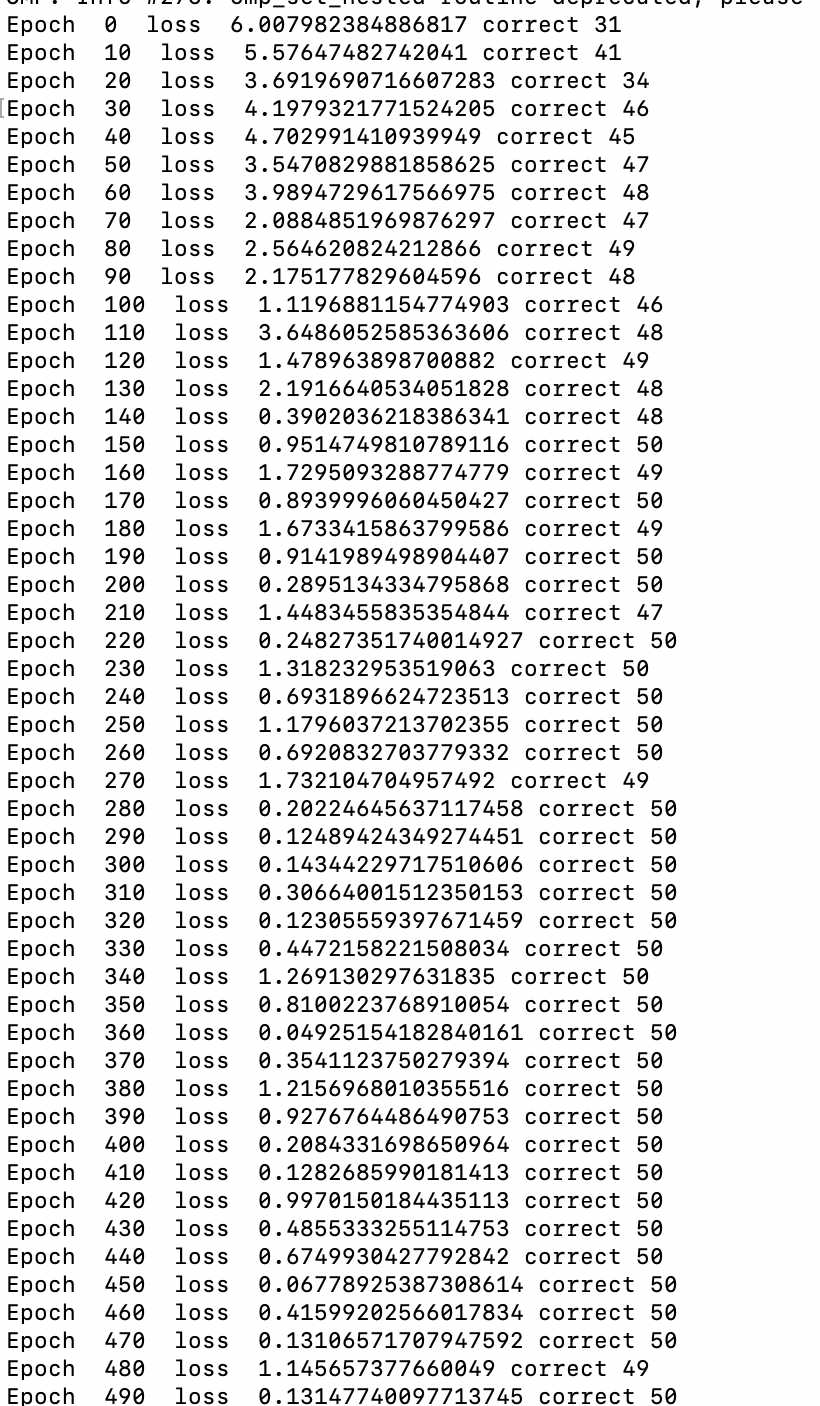 Epoch  0  loss  6.007982384886817 correct 31
Epoch  10  loss  5.57647482742041 correct 41
Epoch  20  loss  3.6919690716607283 correct 34
Epoch  30  loss  4.1979321771524205 correct 46
Epoch  40  loss  4.702991410939949 correct 45
Epoch  50  loss  3.5470829881858625 correct 47
Epoch  60  loss  3.9894729617566975 correct 48
Epoch  70  loss  2.0884851969876297 correct 47
Epoch  80  loss  2.564620824212866 correct 49
Epoch  90  loss  2.175177829604596 correct 48
Epoch  100  loss  1.1196881154774903 correct 46
Epoch  110  loss  3.6486052585363606 correct 48
Epoch  120  loss  1.478963898700882 correct 49
Epoch  130  loss  2.1916640534051828 correct 48
Epoch  140  loss  0.3902036218386341 correct 48
Epoch  150  loss  0.9514749810789116 correct 50
Epoch  160  loss  1.7295093288774779 correct 49
Epoch  170  loss  0.8939996060450427 correct 50
Epoch  180  loss  1.6733415863799586 correct 49
Epoch  190  loss  0.9141989498904407 correct 50
Epoch  200  loss  0.2895134334795868 correct 50
Epoch  210  loss  1.4483455835354844 correct 47
Epoch  220  loss  0.24827351740014927 correct 50
Epoch  230  loss  1.318232953519063 correct 50
Epoch  240  loss  0.6931896624723513 correct 50
Epoch  250  loss  1.1796037213702355 correct 50
Epoch  260  loss  0.6920832703779332 correct 50
Epoch  270  loss  1.732104704957492 correct 49
Epoch  280  loss  0.20224645637117458 correct 50
Epoch  290  loss  0.12489424349274451 correct 50
Epoch  300  loss  0.14344229717510606 correct 50
Epoch  310  loss  0.30664001512350153 correct 50
Epoch  320  loss  0.12305559397671459 correct 50
Epoch  330  loss  0.4472158221508034 correct 50
Epoch  340  loss  1.269130297631835 correct 50
Epoch  350  loss  0.8100223768910054 correct 50
Epoch  360  loss  0.04925154182840161 correct 50
Epoch  370  loss  0.3541123750279394 correct 50
Epoch  380  loss  1.2156968010355516 correct 50
Epoch  390  loss  0.9276764486490753 correct 50
Epoch  400  loss  0.2084331698650964 correct 50
Epoch  410  loss  0.1282685990181413 correct 50
Epoch  420  loss  0.9970150184435113 correct 50
Epoch  430  loss  0.4855333255114753 correct 50
Epoch  440  loss  0.6749930427792842 correct 50
Epoch  450  loss  0.06778925387308614 correct 50
Epoch  460  loss  0.41599202566017834 correct 50
Epoch  470  loss  0.13106571707947592 correct 50
Epoch  480  loss  1.145657377660049 correct 49
Epoch  490  loss  0.13147740097713745 correct 50